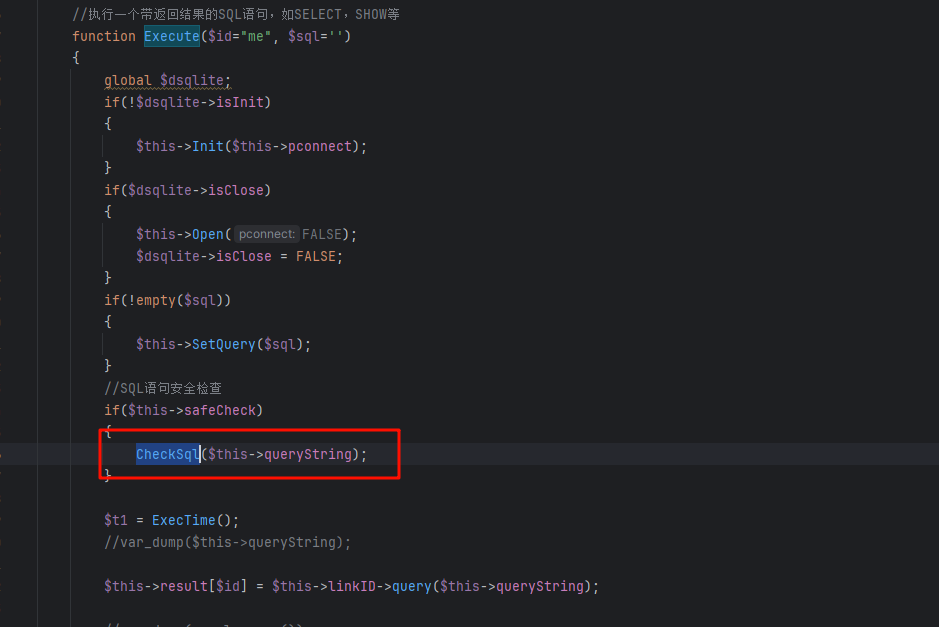 //执行一个带返回结果的SQL语句，如SELECT，SHOW等
function Execute($id="me", $sql='')
{
global $dsqlite;
if(!$dsqlite->isInit)
{
$this->Init($this->pconnect);
}
if($dsqlite->isClose)
{
$this->Open( pconnect: FALSE);
$dsqlite->isClose = FALSE;
}
if(!empty($sql))
{
$this->SetQuery($sql);
}
//SQL语句安全检查
if($this->safeCheck)
{
CheckSql($this->queryString);
}
$t1 = ExecTime();
//var_dump($this->queryString);
$this->result[$id] = $this->linkID->query($this->queryString);